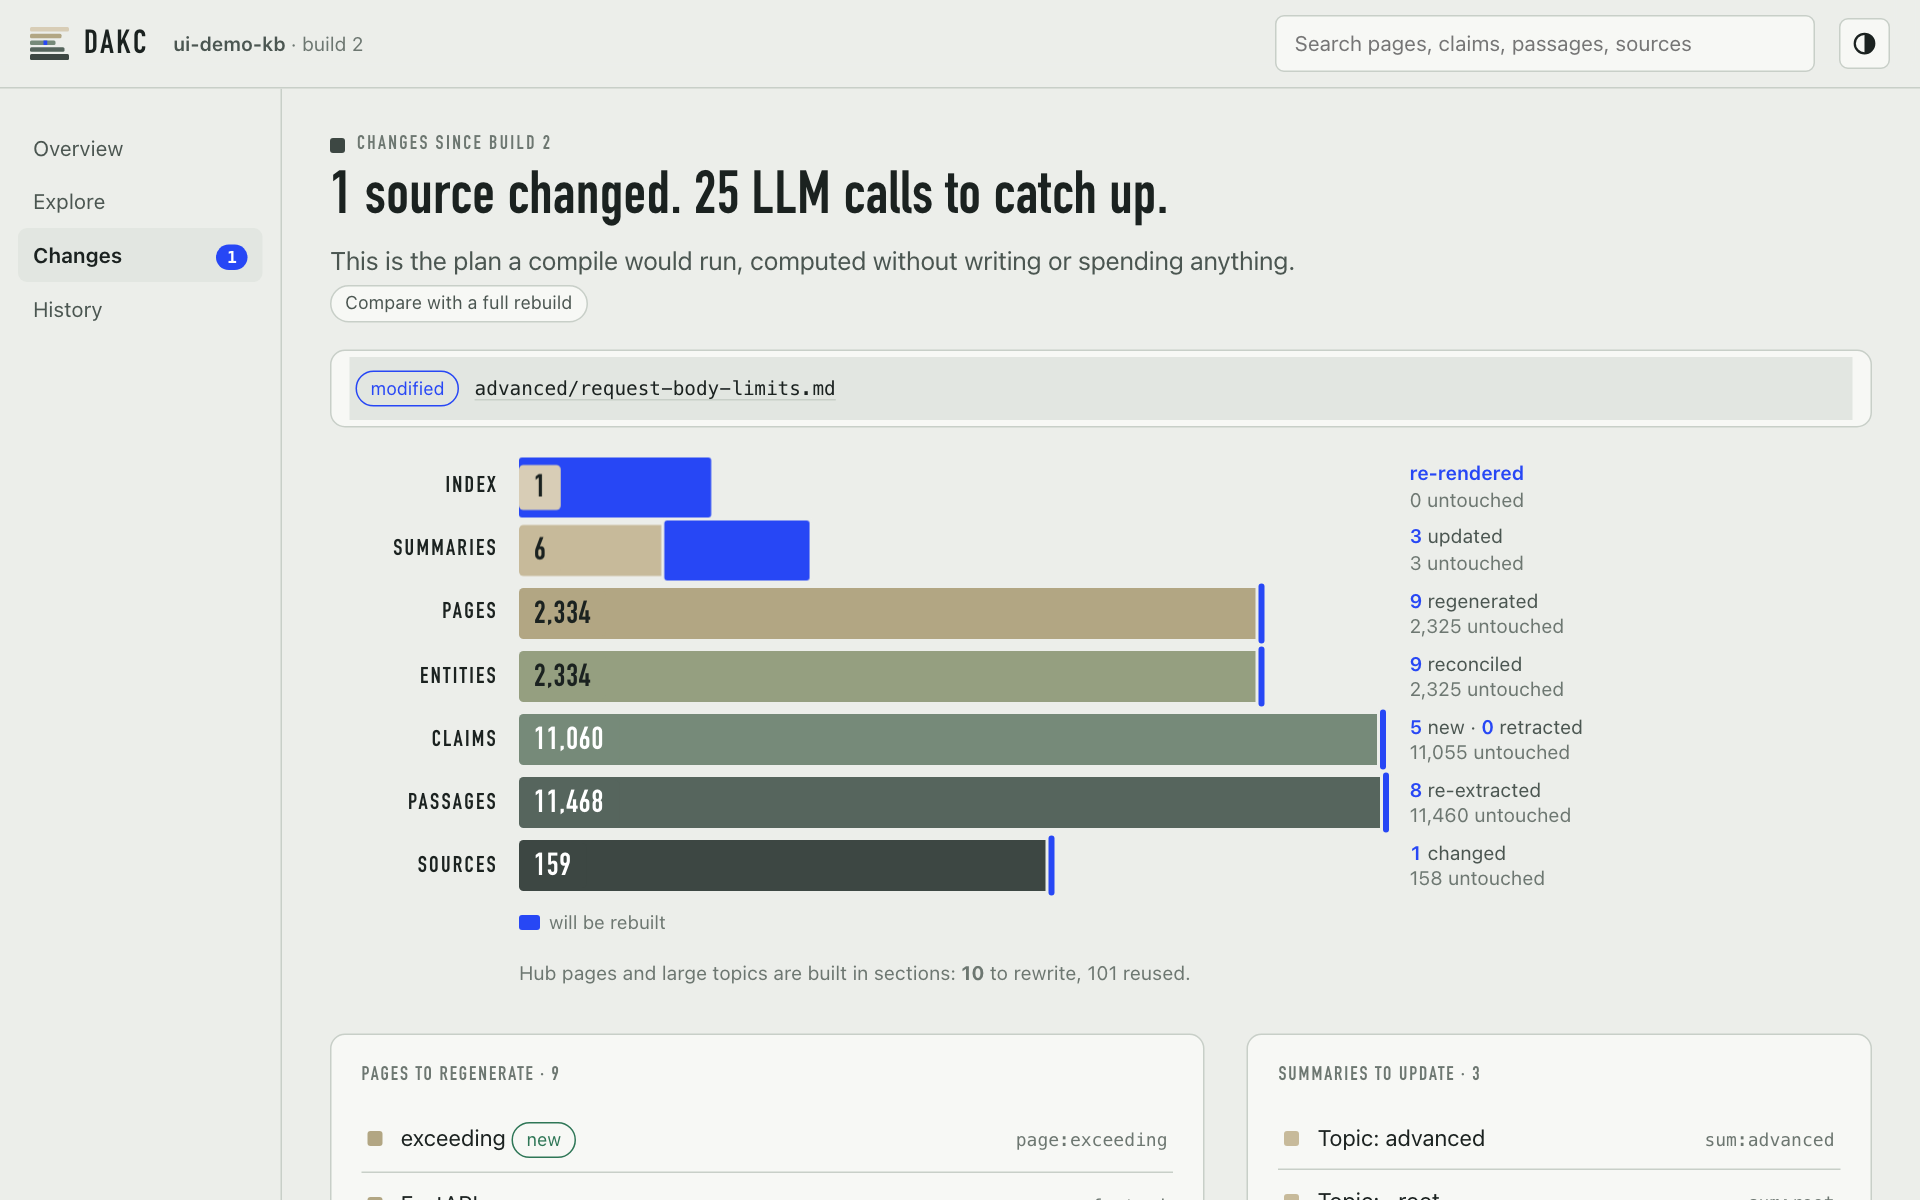 DAKC
ui-demo-kb · build 2
Search pages, claims, passages, sources
Overview
Explore
Changes 1
History
CHANGES SINCE BUILD 2
1 source changed. 25 LLM calls to catch up.
This is the plan a compile would run, computed without writing or spending anything.
Compare with a full rebuild
modified advanced/request-body-limits.md
INDEX 1 re-rendered
0 untouched
SUMMARIES 6 3 updated
3 untouched
PAGES 2,334 9 regenerated
2,325 untouched
ENTITIES 2,334 9 reconciled
2,325 untouched
CLAIMS 11,060 5 new · 0 retracted
11,055 untouched
PASSAGES 11,468 8 re-extracted
11,460 untouched
SOURCES 159 1 changed
158 untouched
will be rebuilt
Hub pages and large topics are built in sections: 10 to rewrite, 101 reused.
PAGES TO REGENERATE · 9
exceeding new page:exceeding
FastAPI
SUMMARIES TO UPDATE · 3
Topic: advanced sum:advanced
Topic: